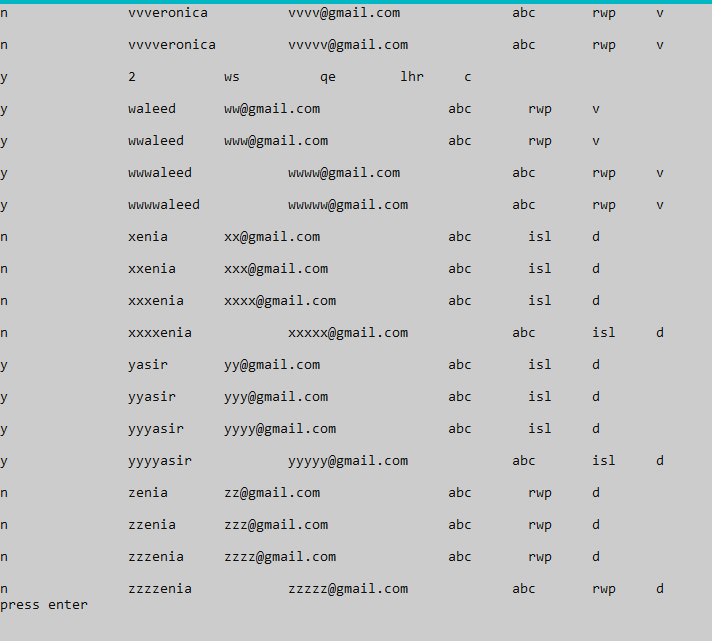 n vvveronica vvvv@gmail.com abc rwp v
n vvvveronica vvvvv@gmail.com abc rwp v
y 2 ws qe lhr c
y waleed ww@gmail.com abc rwp v
y wwaleed www@gmail.com abc rwp v
y wwwaleed wwww@gmail.com abc rwp v
y wwwwaleed wwwww@gmail.com abc rwp v
n xenia xx@gmail.com abc isl d
n xxenia xxx@gmail.com abc isl d
n xxxenia xxxx@gmail.com abc isl d
n xxxxenia xxxxx@gmail.com abc isl d
y yasir yy@gmail.com abc isl d
y yyasir yyy@gmail.com abc isl d
y yyyasir yyyy@gmail.com abc isl d
y yyyyasir yyyyy@gmail.com abc isl d
n zenia zz@gmail.com abc rwp d
n zzenia zzz@gmail.com abc rwp d
n zzzenia zzzz@gmail.com abc rwp d
n zzzzenia zzzzz@gmail.com abc rwp d
press enter